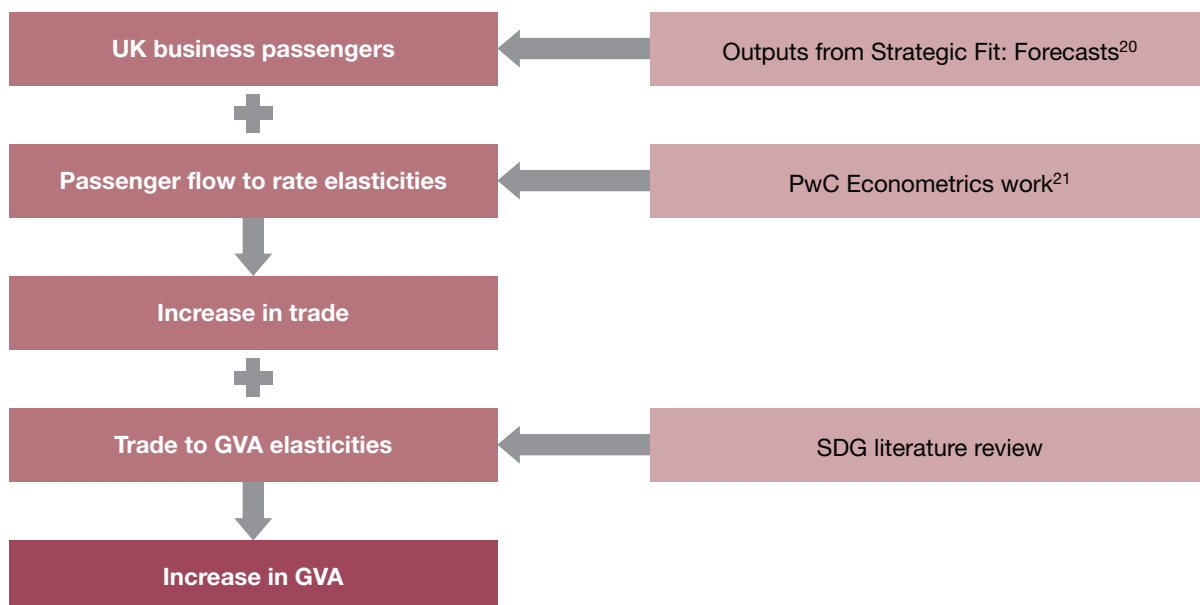 UK business passengers
Outputs from Strategic Fit: Forecasts20
Passenger flow to rate elasticities
PwC Econometrics work21
Increase in trade
Trade to GVA elasticities
SDG literature review
Increase in GVA